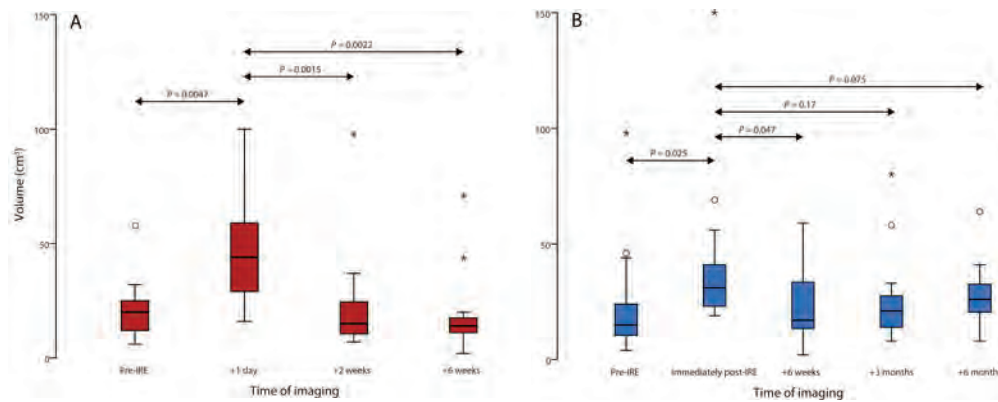 A
150
100
50
0
Volume (cm³)
P = 0.0022
P = 0.0015
P = 0.0047
Pre-IRE +1 day +2 weeks +6 weeks
Time of imaging
B
150
100
50
0
P = 0.075
P = 0.17
P = 0.047
P = 0.025
Pre-IRE Immediately post-IRE +6 weeks +3 months +6 month
Time of imaging